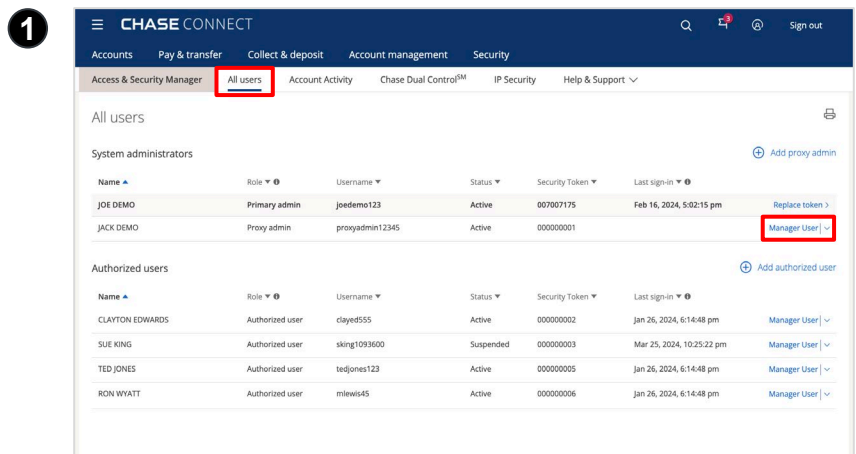 1
CHASE CONNECT 3 Sign out
Accounts Pay & transfer Collect & deposit Account management Security
Access & Security Manager All users Account Activity Chase Dual Control℠ IP Security Help & Support
All users
System administrators Add proxy admin
Name Role Username Status Security Token Last sign-in
JOE DEMO Primary admin joedemo123 Active 007007175 Feb 16, 2024, 5:02:15 pm Replace token
JACK DEMO Proxy admin proxyadmin12345 Active 000000001 Manager User
Authorized users Add authorized user
Name Role Username Status Security Token Last sign-in
CLAYTON EDWARDS Authorized user clayed555 Active 000000002 Jan 26, 2024, 6:14:48 pm Manager User
SUE KING Authorized user sking1093600 Suspended 000000003 Mar 25, 2024, 10:25:22 pm Manager User
TED JONES Authorized user tedjones123 Active 000000005 Jan 26, 2024, 6:14:48 pm Manager User
RON WYATT Authorized user mlewis45 Active 000000006 Jan 26, 2024, 6:14:48 pm Manager User